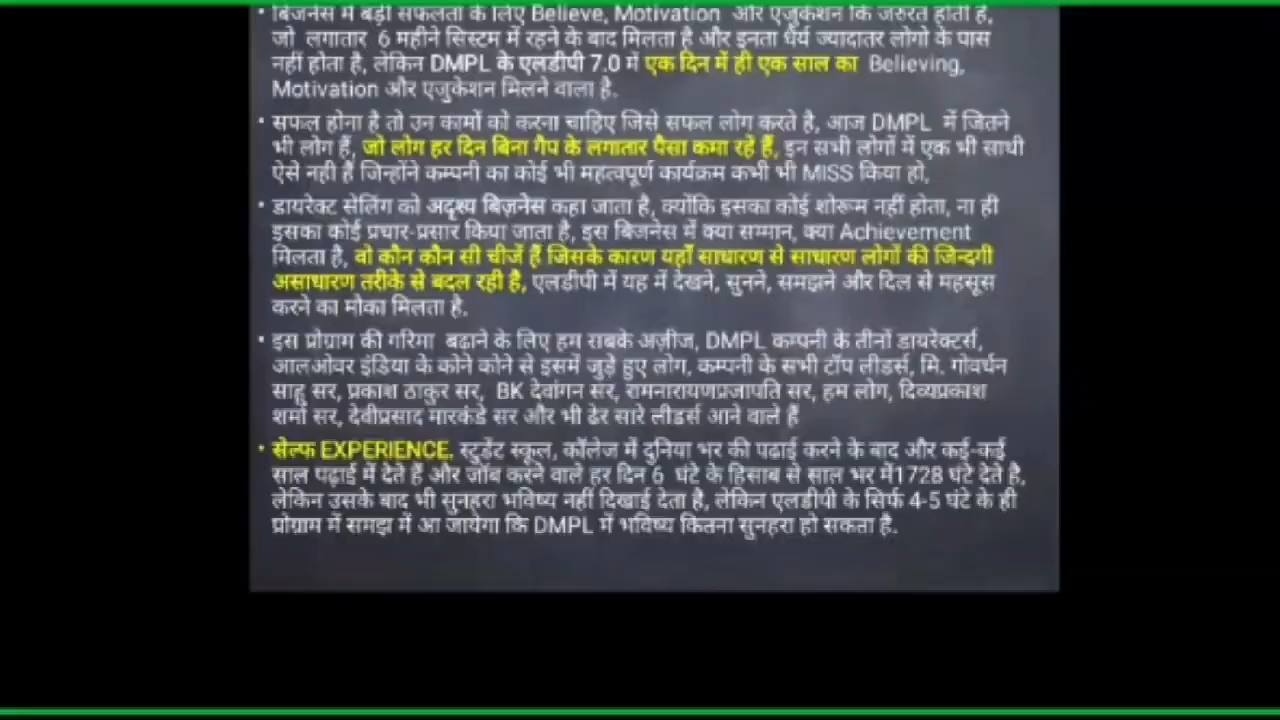 • बिजनेस में बड़ी सफलता के लिए Believe, Motivation और एजुकेशन कि जरुरत होती है,
जो लगातार 6 महीने सिस्टम में रहने के बाद मिलता है और इनता धैर्य ज्यादातर लोगो के पास
नहीं होता है, लेकिन DMPL के एलडीपी 7.0 में एक दिन में ही एक साल का Believing,
Motivation और एजुकेशन मिलने वाला है.
• सफल होना है तो उन कामों को करना चाहिए जिसे सफल लोग करते है, आज DMPL में जितने
भी लोग हैं, जो लोग हर दिन बिना गैप के लगातार पैसा कमा रहें हैं, इन सभी लोगों में एक भी साथी
ऐसे नही हैं जिन्होंने कम्पनी का कोई भी महत्वपूर्ण कार्यक्रम कभी भी MISS किया हो,
• डायरेक्ट सेलिंग को अदृश्य बिज़नेस कहा जाता है, क्योंकि इसका कोई शोरूम नहीं होता, ना ही
इसका कोई प्रचार-प्रसार किया जाता है, इस बिजनेस में क्या सम्मान, क्या Achievement
मिलता है, वो कौन कौन सी चीजें हैं जिसके कारण यहाँ साधारण से साधारण लोगों की जिन्दगी
असाधारण तरीके से बदल रही है, एलडीपी में यह में देखने, सुनने, समझने और दिल से महसूस
करने का मोका मिलता है.
• इस प्रोग्राम की गरिमा बढ़ाने के लिए हम सबके अज़ीज, DMPL कम्पनी के तीनों डायरेक्टर्स,
आलओवर इंडिया के कोने कोने से इसमें जुड़े हुए लोग, कम्पनी के सभी टॉप लीडर्स, मि. गोवर्धन
साहू सर, प्रकाश ठाकुर सर, BK देवांगन सर, रामनारायणप्रजापति सर, हम लोग, दिव्यप्रकाश
शर्मा सर, देवीप्रसाद मारकंडे सर और भी ढेर सारे लीडर्स आने वाले हैं
• सेल्फ EXPERIENCE. स्टुडेंट स्कूल, कॉलेज में दुनिया भर की पढाई करने के बाद और कई-कई
साल पढ़ाई में देते हैं और जॉब करने वाले हर दिन 6 घंटे के हिसाब से साल भर में1728 घंटे देते है,
लेकिन उसके बाद भी सुनहरा भविष्य नहीं दिखाई देता है, लेकिन एलडीपी के सिर्फ 4-5 घंटे के ही
प्रोग्राम में समझ में आ जायेगा कि DMPL में भविष्य कितना सुनहरा हो सकता है.